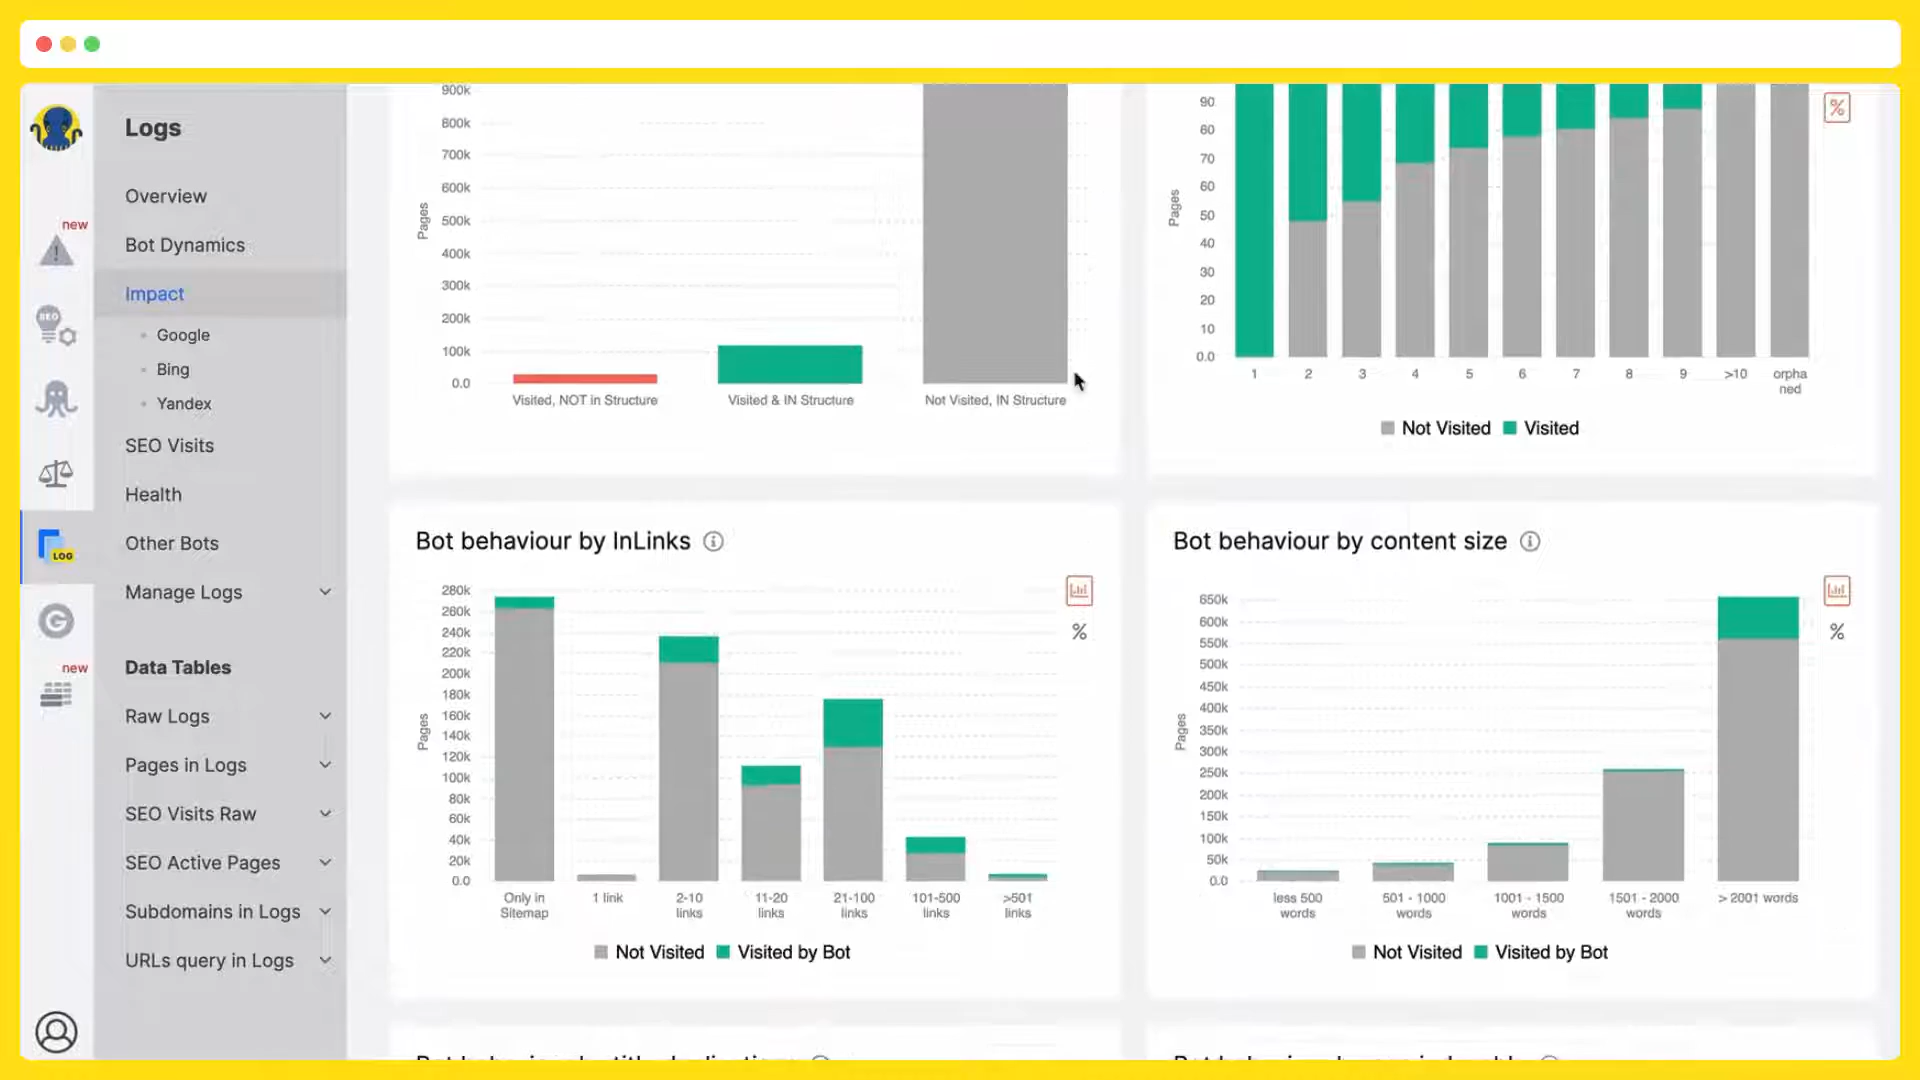 new
SEO
LOG
G
new
Logs
Overview
Bot Dynamics
Impact
Google
Bing
Yandex
SEO Visits
Health
Other Bots
Manage Logs
Data Tables
Raw Logs
Pages in Logs
SEO Visits Raw
SEO Active Pages
Subdomains in Logs
URLs query in Logs
Pages
900k
800k
700k
600k
500k
400k
300k
200k
100k
0.0
Visited, NOT in Structure
Visited & IN Structure
Not Visited, IN Structure
Pages
90
80
70
60
50
40
30
20
10
0.0
1
2
3
4
5
6
7
8
9
>10
orpha
ned
Not Visited
Visited
%
Bot behaviour by InLinks
Pages
280k
260k
240k
220k
200k
180k
160k
140k
120k
100k
80k
60k
40k
20k
0.0
Only in
Sitemap
1 link
2-10
links
11-20
links
21-100
links
101-500
links
>501
links
Not Visited
Visited by Bot
%
Bot behaviour by content size
Pages
650k
600k
550k
500k
450k
400k
350k
300k
250k
200k
150k
100k
50k
0.0
less 500
words
501 - 1000
words
1001 - 1500
words
1501 - 2000
words
> 2001 words
Not Visited
Visited by Bot
%